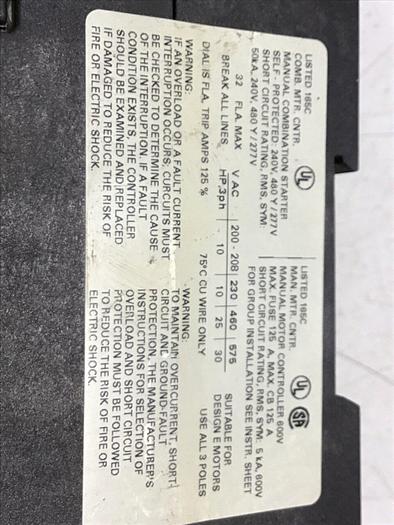 LISTED 165C
COMB. MTR. CNTR.
UL
MANUAL COMBINATION STARTER
SELF - PROTECTED: 240V, 480 Y / 277V
SHORT CIRCUIT RATING, RMS, SYM:
50kA, 240V, 480 Y / 277V
LISTED 165C
MAN. MTR. CNTR.
UL
SA
MANUAL MOTOR CONTROLLER 600V
MAX. FUSE 125 A, MAX. CB 125 A
SHORT CIRCUIT RATING, RMS, SYM: 5 kA, 600V
FOR GROUP INSTALLATION SEE INSTR. SHEET
32 FLA. MAX
BREAK ALL LINES
V AC 200 - 208 230 460 575
HP,3ph 10 10 25 30
SUITABLE FOR
DESIGN E MOTORS
DIAL IS FLA. TRIP AMPS 125 %
75°C CU WIRE ONLY
USE ALL 3 POLES
WARNING:
IF AN OVERLOAD OR A FAULT CURRENT
INTERRUPTION OCCURS, CURCUITS MUST
BE CHECKED TO DETERMINE THE CAUSE
OF THE INTERRUPTION IF A FAULT
CONDITION EXISTS, THE CONTROLLER
SHOULD BE EXAMINED AND REPLACED
IF DAMAGED TO REDUCE THE RISK OF
FIRE OR ELECTRIC SHOCK.
WARNING:
TO MAINTAIN OVERCURRENT, SHORT-
CIRCUIT AND GROUND-FAULT
PROTECTION, THE MANUFACTURER'S
INSTRUCTIONS FOR SELECTION OF
OVERLOAD AND SHORT CIRCUIT
PROTECTION MUST BE FOLLOWED
TO REDUCE THE RISK OF FIRE OR
ELECTRIC SHOCK.